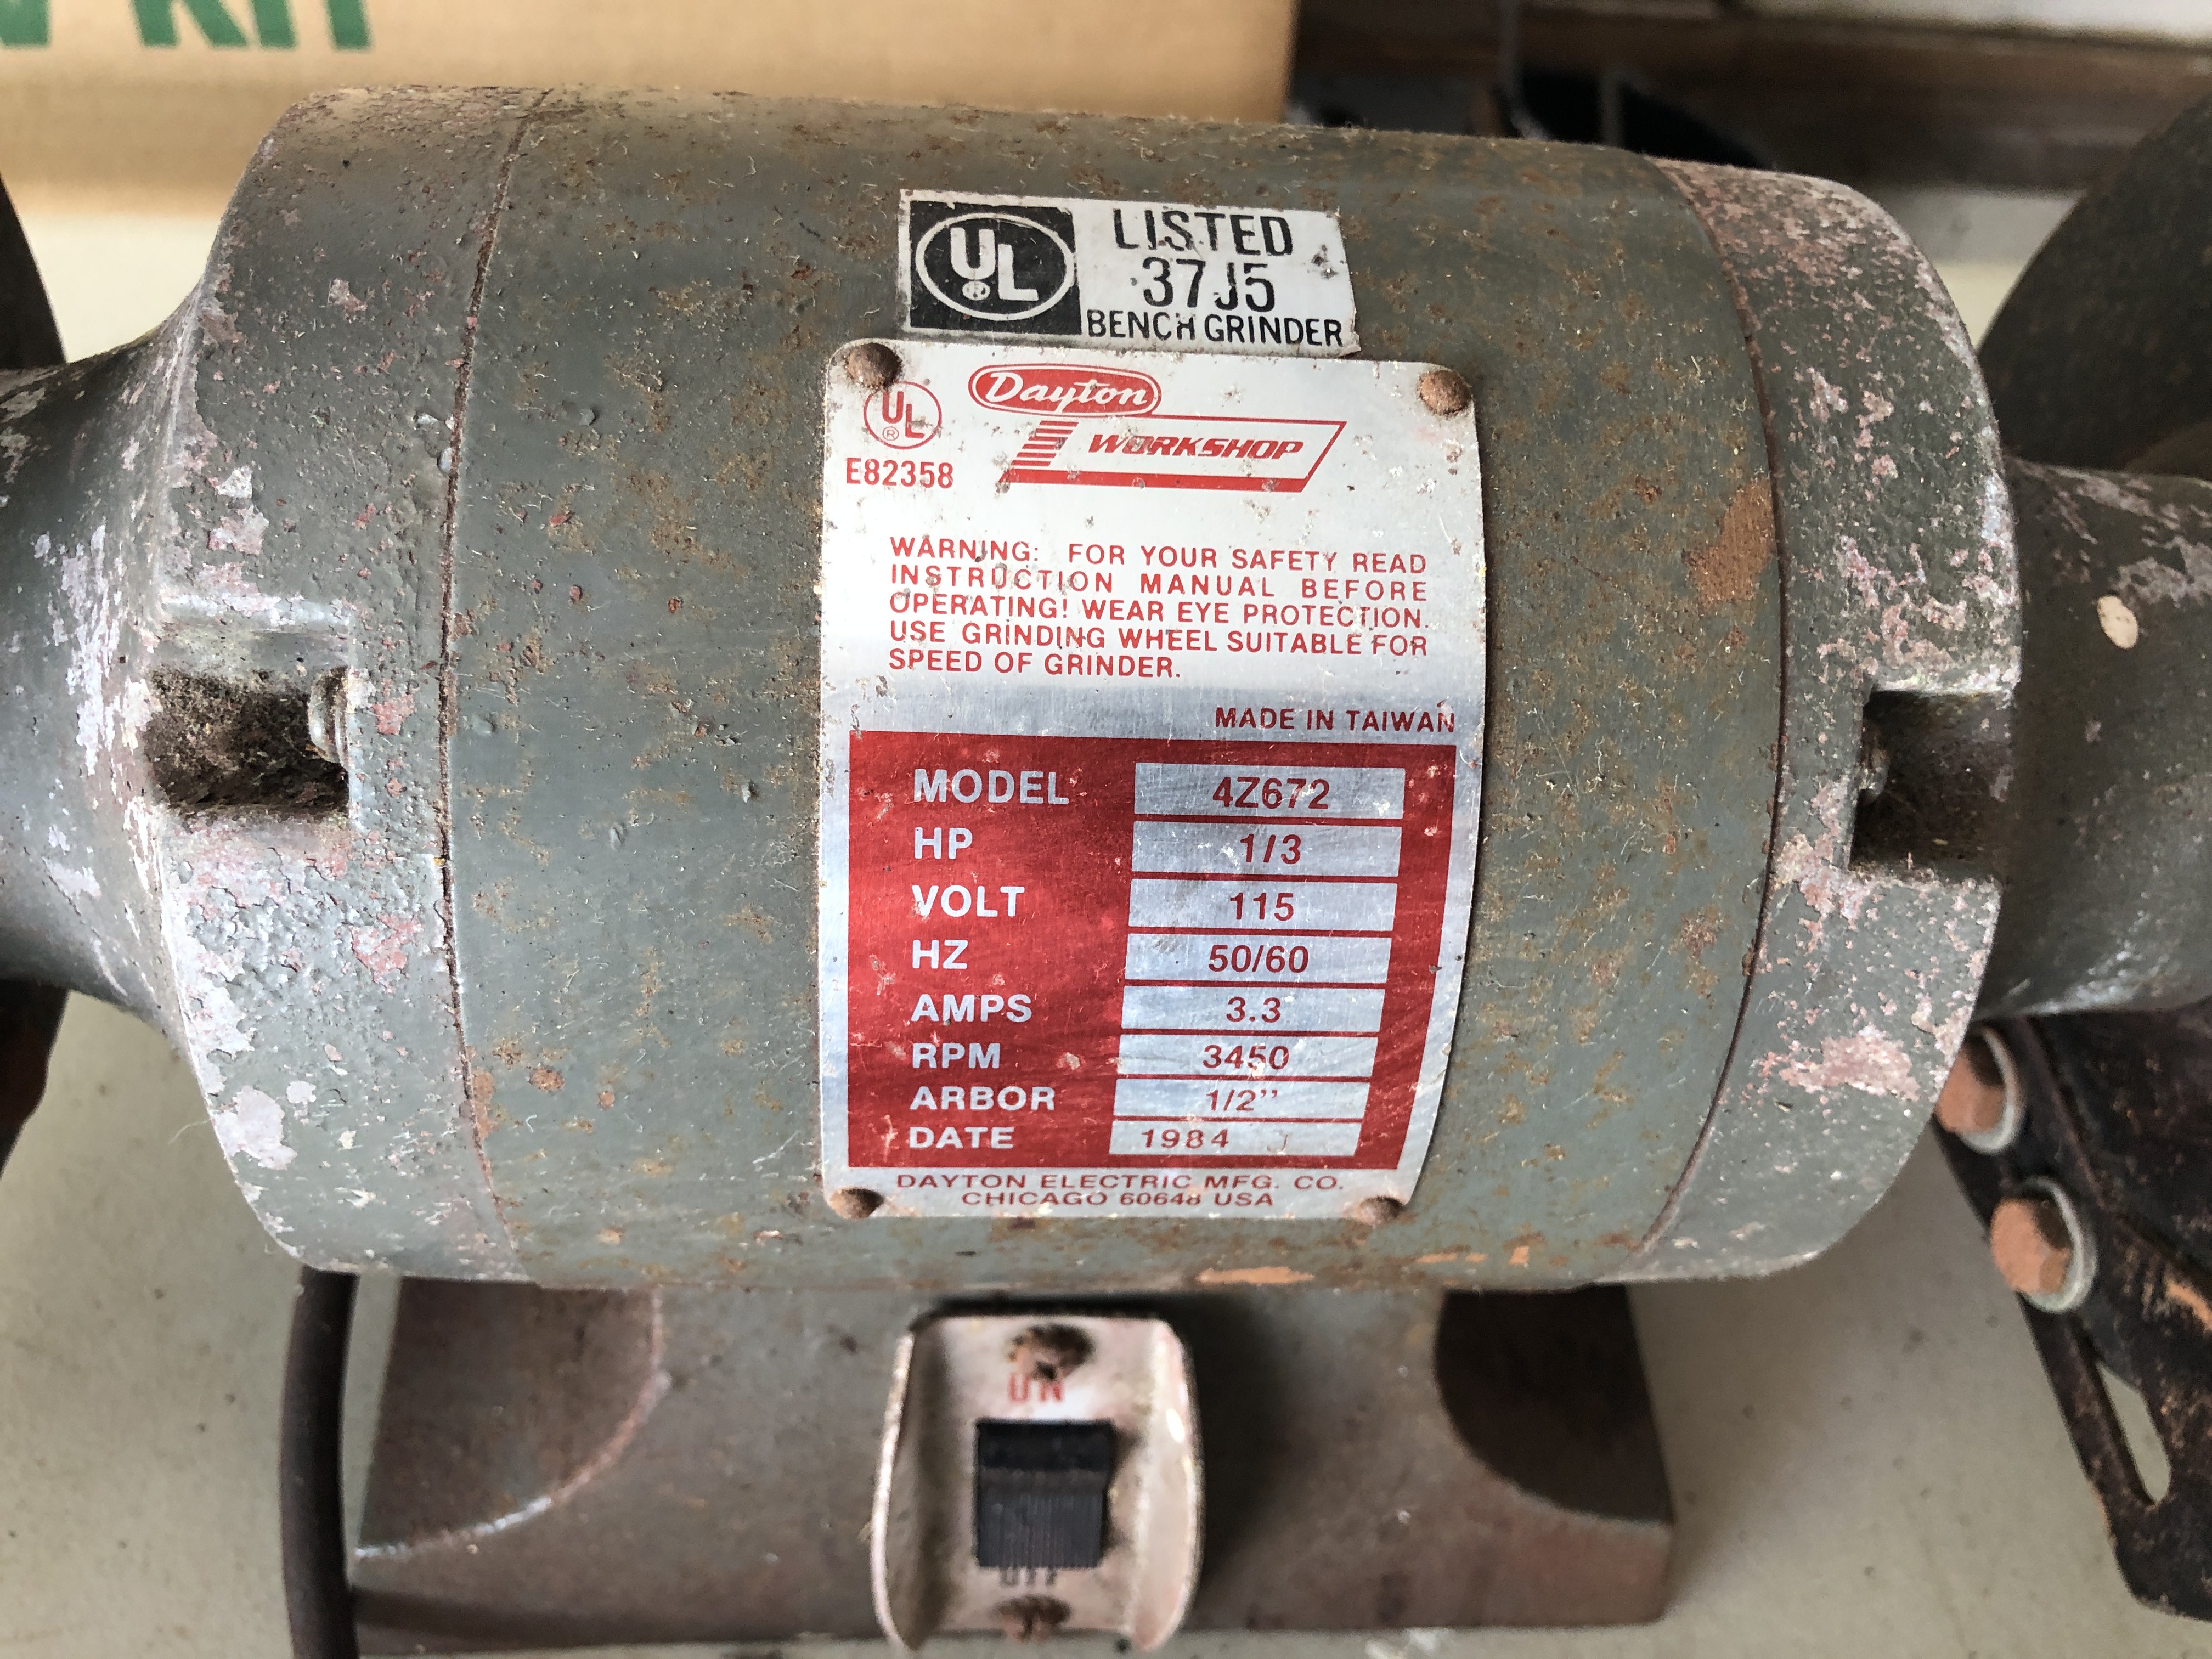 KIT
UL
®
LISTED
37J5
BENCH GRINDER
UL
®
E82358
Dayton
WORKSHOP
WARNING: FOR YOUR SAFETY READ
INSTRUCTION MANUAL BEFORE
OPERATING! WEAR EYE PROTECTION.
USE GRINDING WHEEL SUITABLE FOR
SPEED OF GRINDER.
MADE IN TAIWAN
MODEL 4Z672
HP 1/3
VOLT 115
HZ 50/60
AMPS 3.3
RPM 3450
ARBOR 1/2"
DATE 1984 J
DAYTON ELECTRIC MFG. CO.
CHICAGO 60648 USA
ON
OFF